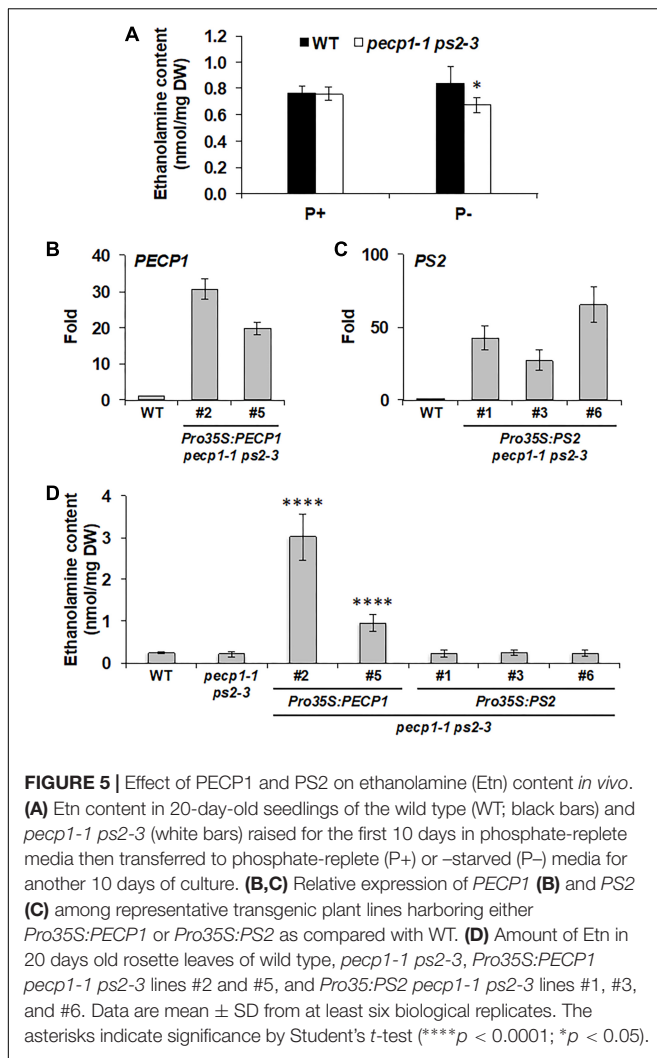 A
WT pecp1-1 ps2-3
Ethanolamine content
(nmol/mg DW)
1.2
1.0
0.8
0.6
0.4
0.2
0.0
*
P+ P-
B
PECP1
Fold
40
30
20
10
0
WT #2 #5
Pro35S:PECP1
pecp1-1 ps2-3
C
PS2
Fold
100
50
0
WT #1 #3 #6
Pro35S:PS2
pecp1-1 ps2-3
D
Ethanolamine content
(nmol/mg DW)
4
3
2
1
0
****
****
WT pecp1-1 #2 #5 #1 #3 #6
ps2-3
Pro35S:PECP1 Pro35S:PS2
pecp1-1 ps2-3
FIGURE 5 | Effect of PECP1 and PS2 on ethanolamine (Etn) content in vivo.
(A) Etn content in 20-day-old seedlings of the wild type (WT; black bars) and
pecp1-1 ps2-3 (white bars) raised for the first 10 days in phosphate-replete
media then transferred to phosphate-replete (P+) or –starved (P–) media for
another 10 days of culture. (B,C) Relative expression of PECP1 (B) and PS2
(C) among representative transgenic plant lines harboring either
Pro35S:PECP1 or Pro35S:PS2 as compared with WT. (D) Amount of Etn in
20 days old rosette leaves of wild type, pecp1-1 ps2-3, Pro35S:PECP1
pecp1-1 ps2-3 lines #2 and #5, and Pro:35S:PS2 pecp1-1 ps2-3 lines #1, #3,
and #6. Data are mean ± SD from at least six biological replicates. The
asterisks indicate significance by Student's t-test (****p < 0.0001; *p < 0.05).